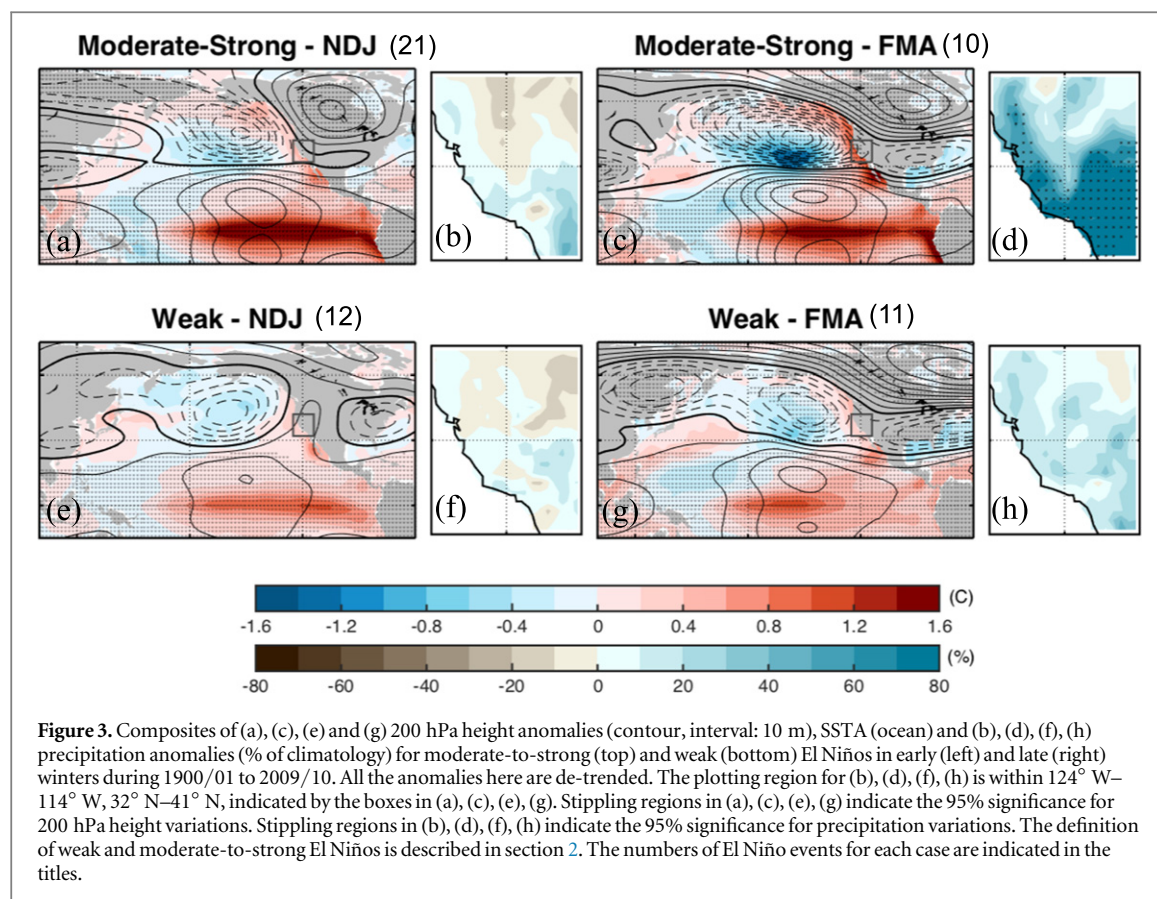 Moderate-Strong - NDJ (21)
Moderate-Strong - FMA (10)
(a)
(b)
(c)
(d)
Weak - NDJ (12)
Weak - FMA (11)
(e)
(f)
(g)
(h)
(C)
-1.6 -1.2 -0.8 -0.4 0 0.4 0.8 1.2 1.6
(%)
-80 -60 -40 -20 0 20 40 60 80
Figure 3. Composites of (a), (c), (e) and (g) 200 hPa height anomalies (contour, interval: 10 m), SSTA (ocean) and (b), (d), (f), (h)
precipitation anomalies (% of climatology) for moderate-to-strong (top) and weak (bottom) El Niños in early (left) and late (right)
winters during 1900/01 to 2009/10. All the anomalies here are de-trended. The plotting region for (b), (d), (f), (h) is within 124° W–
114° W, 32° N–41° N, indicated by the boxes in (a), (c), (e), (g). Stippling regions in (a), (c), (e), (g) indicate the 95% significance for
200 hPa height variations. Stippling regions in (b), (d), (f), (h) indicate the 95% significance for precipitation variations. The definition
of weak and moderate-to-strong El Niños is described in section 2. The numbers of El Niño events for each case are indicated in the
titles.